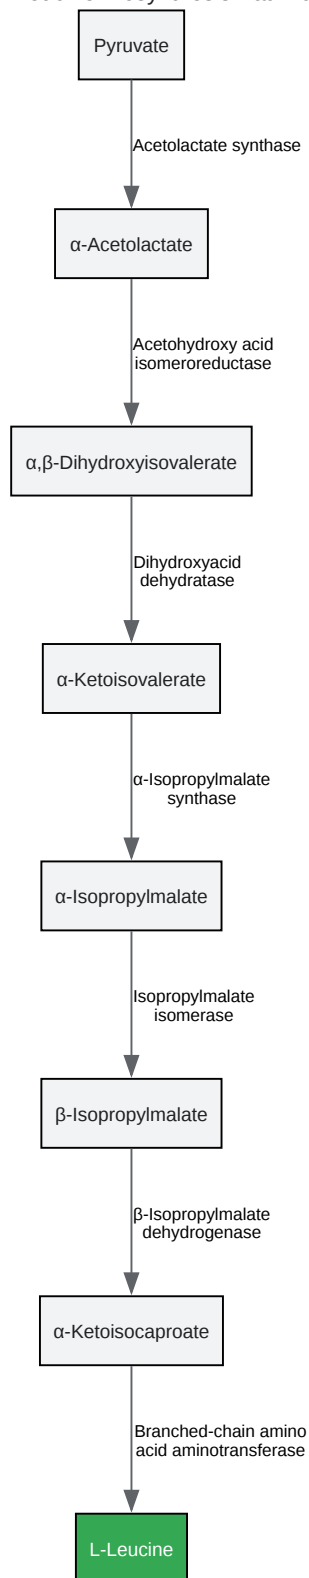 Pyruvate
Acetolactate synthase
α-Acetolactate
Acetohydroxy acid
isomeroreductase
α,β-Dihydroxyisovalerate
Dihydroxyacid
dehydratase
α-Ketoisovalerate
α-Isopropylmalate
synthase
α-Isopropylmalate
Isopropylmalate
isomerase
β-Isopropylmalate
β-Isopropylmalate
dehydrogenase
α-Ketoisocaproate
Branched-chain amino
acid aminotransferase
L-Leucine